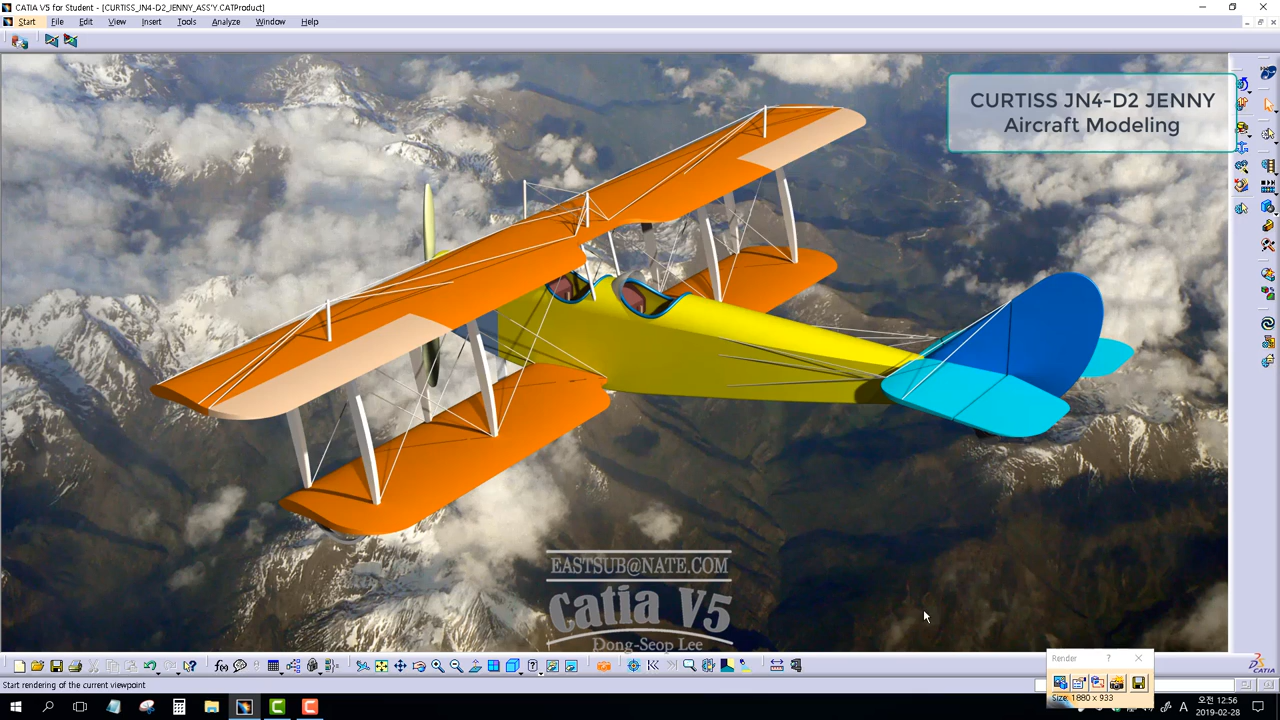 CATIA V5 for Student - [CURTISS_JN4-D2_JENNY_ASS'Y.CATProduct]
Start File Edit View Insert Tools Analyze Window Help
CURTISS JN4-D2 JENNY
Aircraft Modeling
EASTSUB@NATE.COM
Catia V5
Dong-Seop Lee
Render
Size: 1880 x 933
f(x)
CATIA
Start rendering of the current viewpoint
A
오전 12:56
2019-02-28